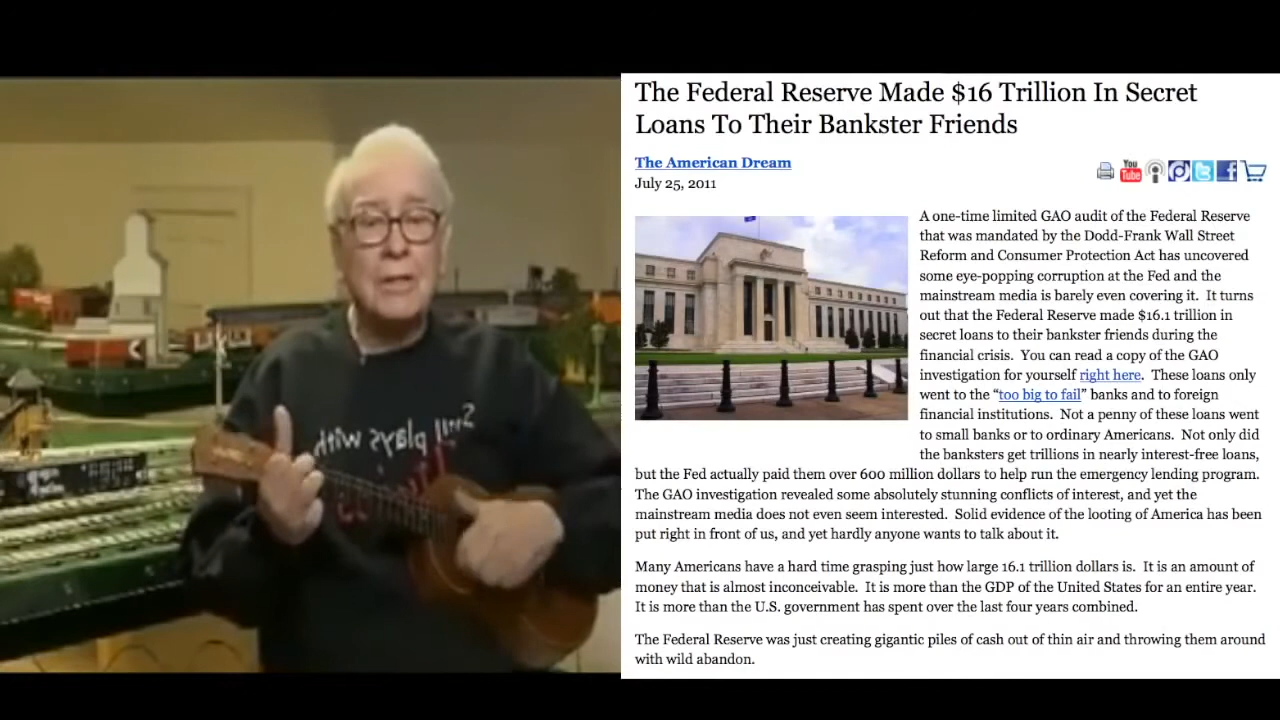 The Federal Reserve Made $16 Trillion In Secret
Loans To Their Bankster Friends
The American Dream
July 25, 2011
You
Tube
A one-time limited GAO audit of the Federal Reserve
that was mandated by the Dodd-Frank Wall Street
Reform and Consumer Protection Act has uncovered
some eye-popping corruption at the Fed and the
mainstream media is barely even covering it.  It turns
out that the Federal Reserve made $16.1 trillion in
secret loans to their bankster friends during the
financial crisis.  You can read a copy of the GAO
investigation for yourself right here.  These loans only
went to the “too big to fail” banks and to foreign
financial institutions.  Not a penny of these loans went
to small banks or to ordinary Americans.  Not only did
the banksters get trillions in nearly interest-free loans,
but the Fed actually paid them over 600 million dollars to help run the emergency lending program.
The GAO investigation revealed some absolutely stunning conflicts of interest, and yet the
mainstream media does not even seem interested.  Solid evidence of the looting of America has been
put right in front of us, and yet hardly anyone wants to talk about it.
Many Americans have a hard time grasping just how large 16.1 trillion dollars is.  It is an amount of
money that is almost inconceivable.  It is more than the GDP of the United States for an entire year.
It is more than the U.S. government has spent over the last four years combined.
The Federal Reserve was just creating gigantic piles of cash out of thin air and throwing them around
with wild abandon.
Still plays with